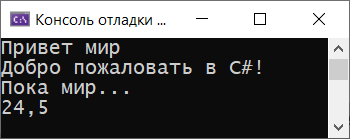 C:\
Консоль отладки ...
Привет мир
Добро пожаловать в C#!
Пока мир...
24,5